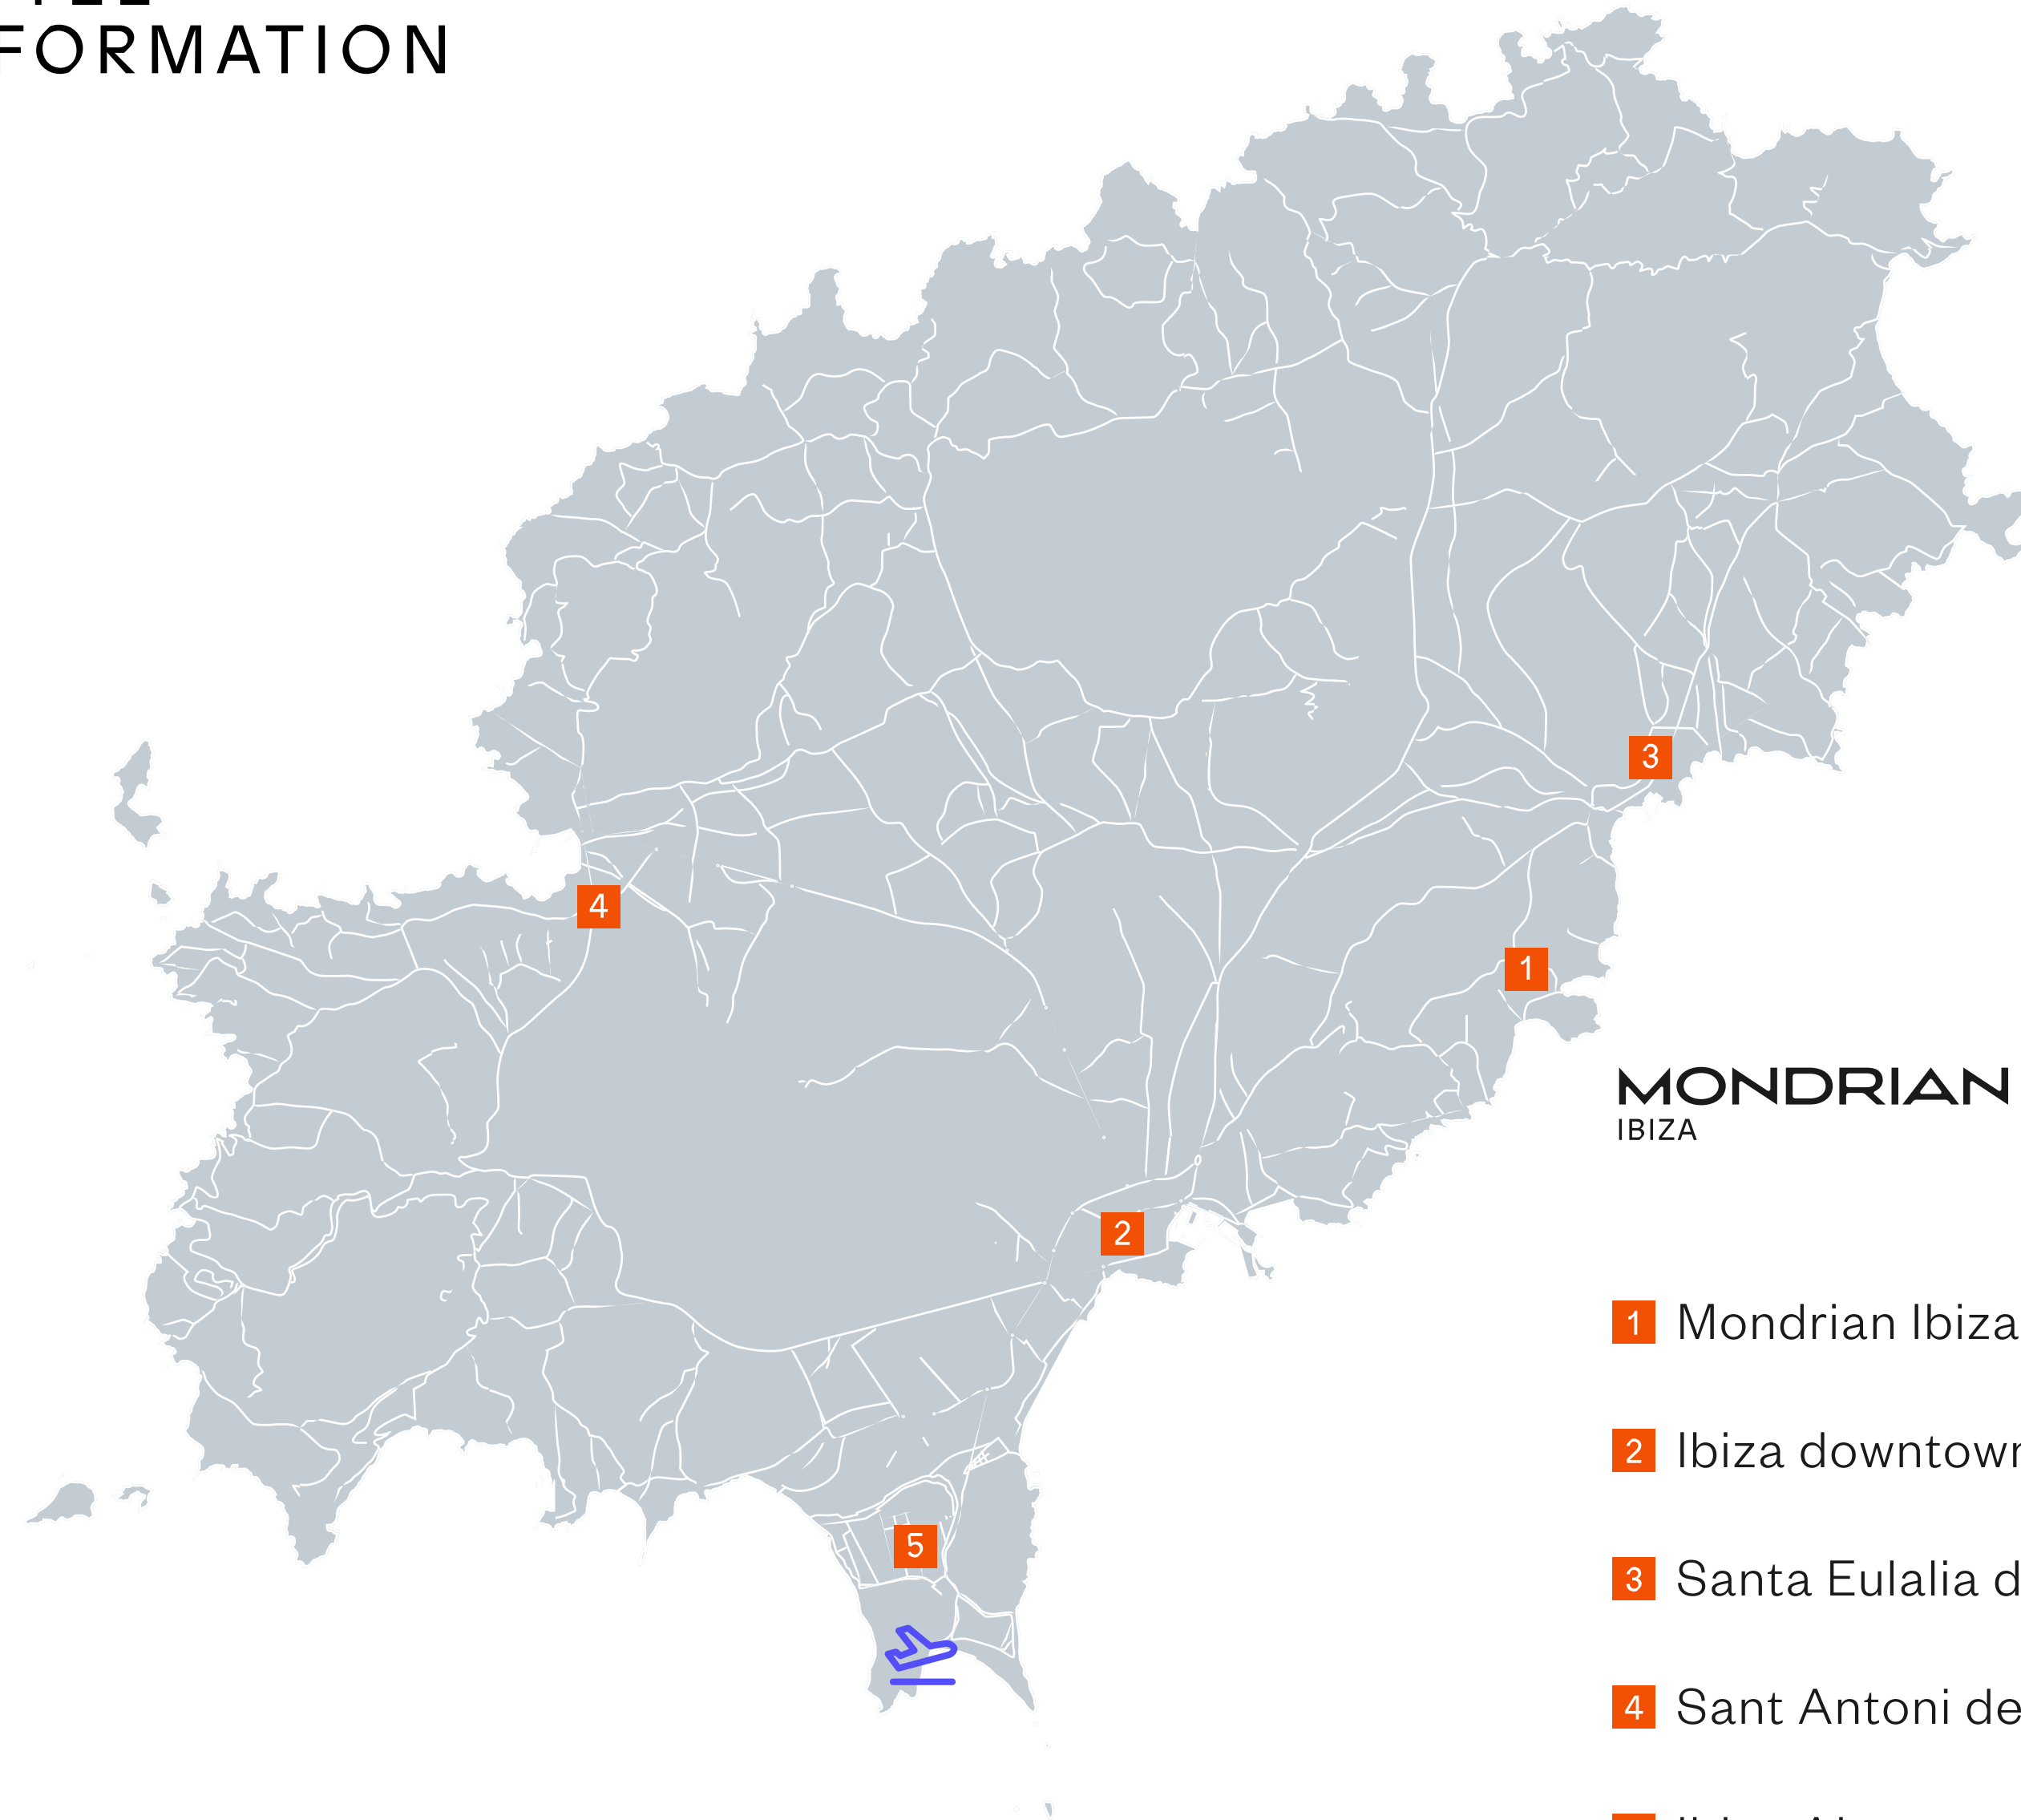 FORMATION
3
4
1
MONDRIAN
IBIZA
2
1 Mondrian Ibiza
2 Ibiza downtown
3 Santa Eulalia d
5
4 Sant Antoni de